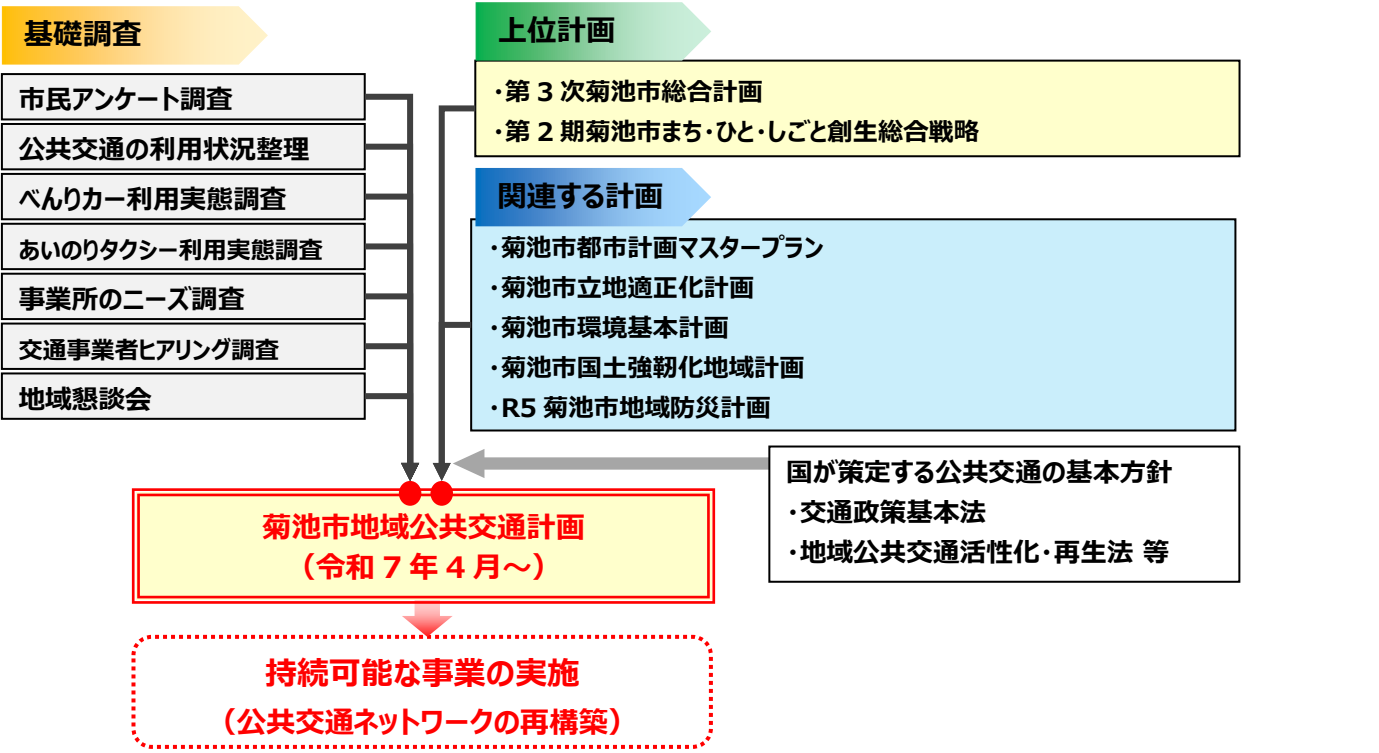 基礎調査
市民アンケート調査
公共交通の利用状況整理
べんりカー利用実態調査
あいのりタクシー利用実態調査
事業所のニーズ調査
交通事業者ヒアリング調査
地域懇談会
上位計画
・第3次菊池市総合計画
・第2期菊池市まち・ひと・しごと創生総合戦略
関連する計画
・菊池市都市計画マスタープラン
・菊池市立地適正化計画
・菊池市環境基本計画
・菊池市国土強靭化地域計画
・R5菊池市地域防災計画
国が策定する公共交通の基本方針
・交通政策基本法
・地域公共交通活性化・再生法 等
菊池市地域公共交通計画
（令和7年4月～）
持続可能な事業の実施
（公共交通ネットワークの再構築）